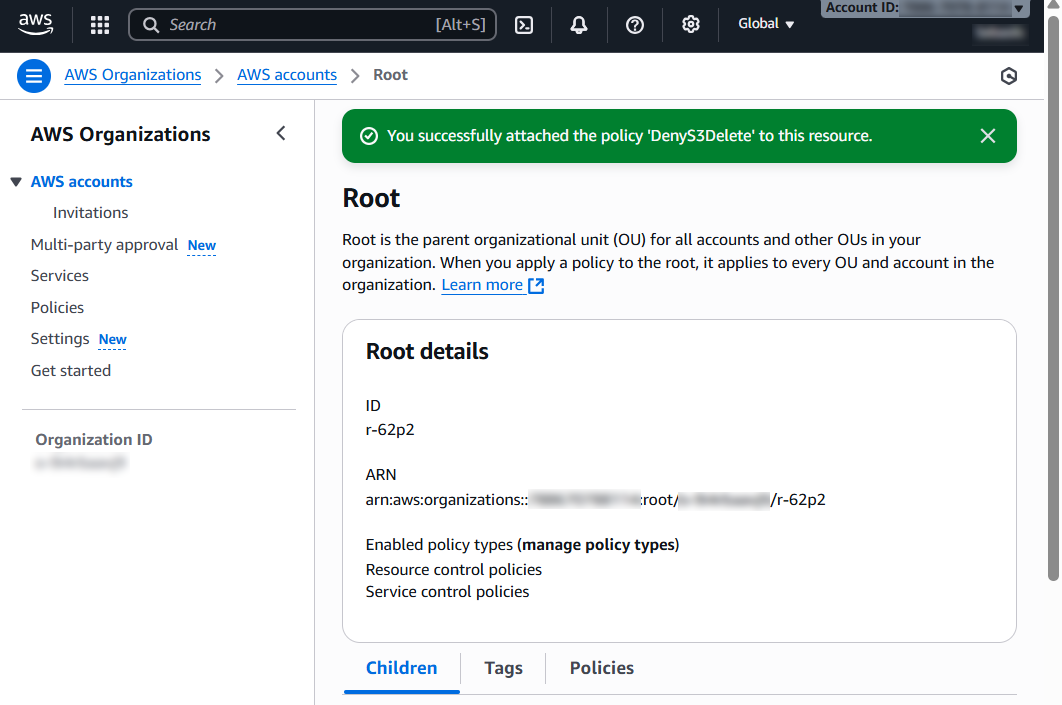 aws
Search
[Alt+S]
Global
Account ID:
AWS Organizations
AWS accounts
Root
AWS Organizations
AWS accounts
Invitations
Multi-party approval New
Services
Policies
Settings New
Get started
Organization ID
You successfully attached the policy 'DenyS3Delete' to this resource.
Root
Root is the parent organizational unit (OU) for all accounts and other OUs in your
organization. When you apply a policy to the root, it applies to every OU and account in the
organization. Learn more
Root details
ID
r-62p2
ARN
arn:aws:organizations:: :root/ /r-62p2
Enabled policy types (manage policy types)
Resource control policies
Service control policies
Children
Tags
Policies